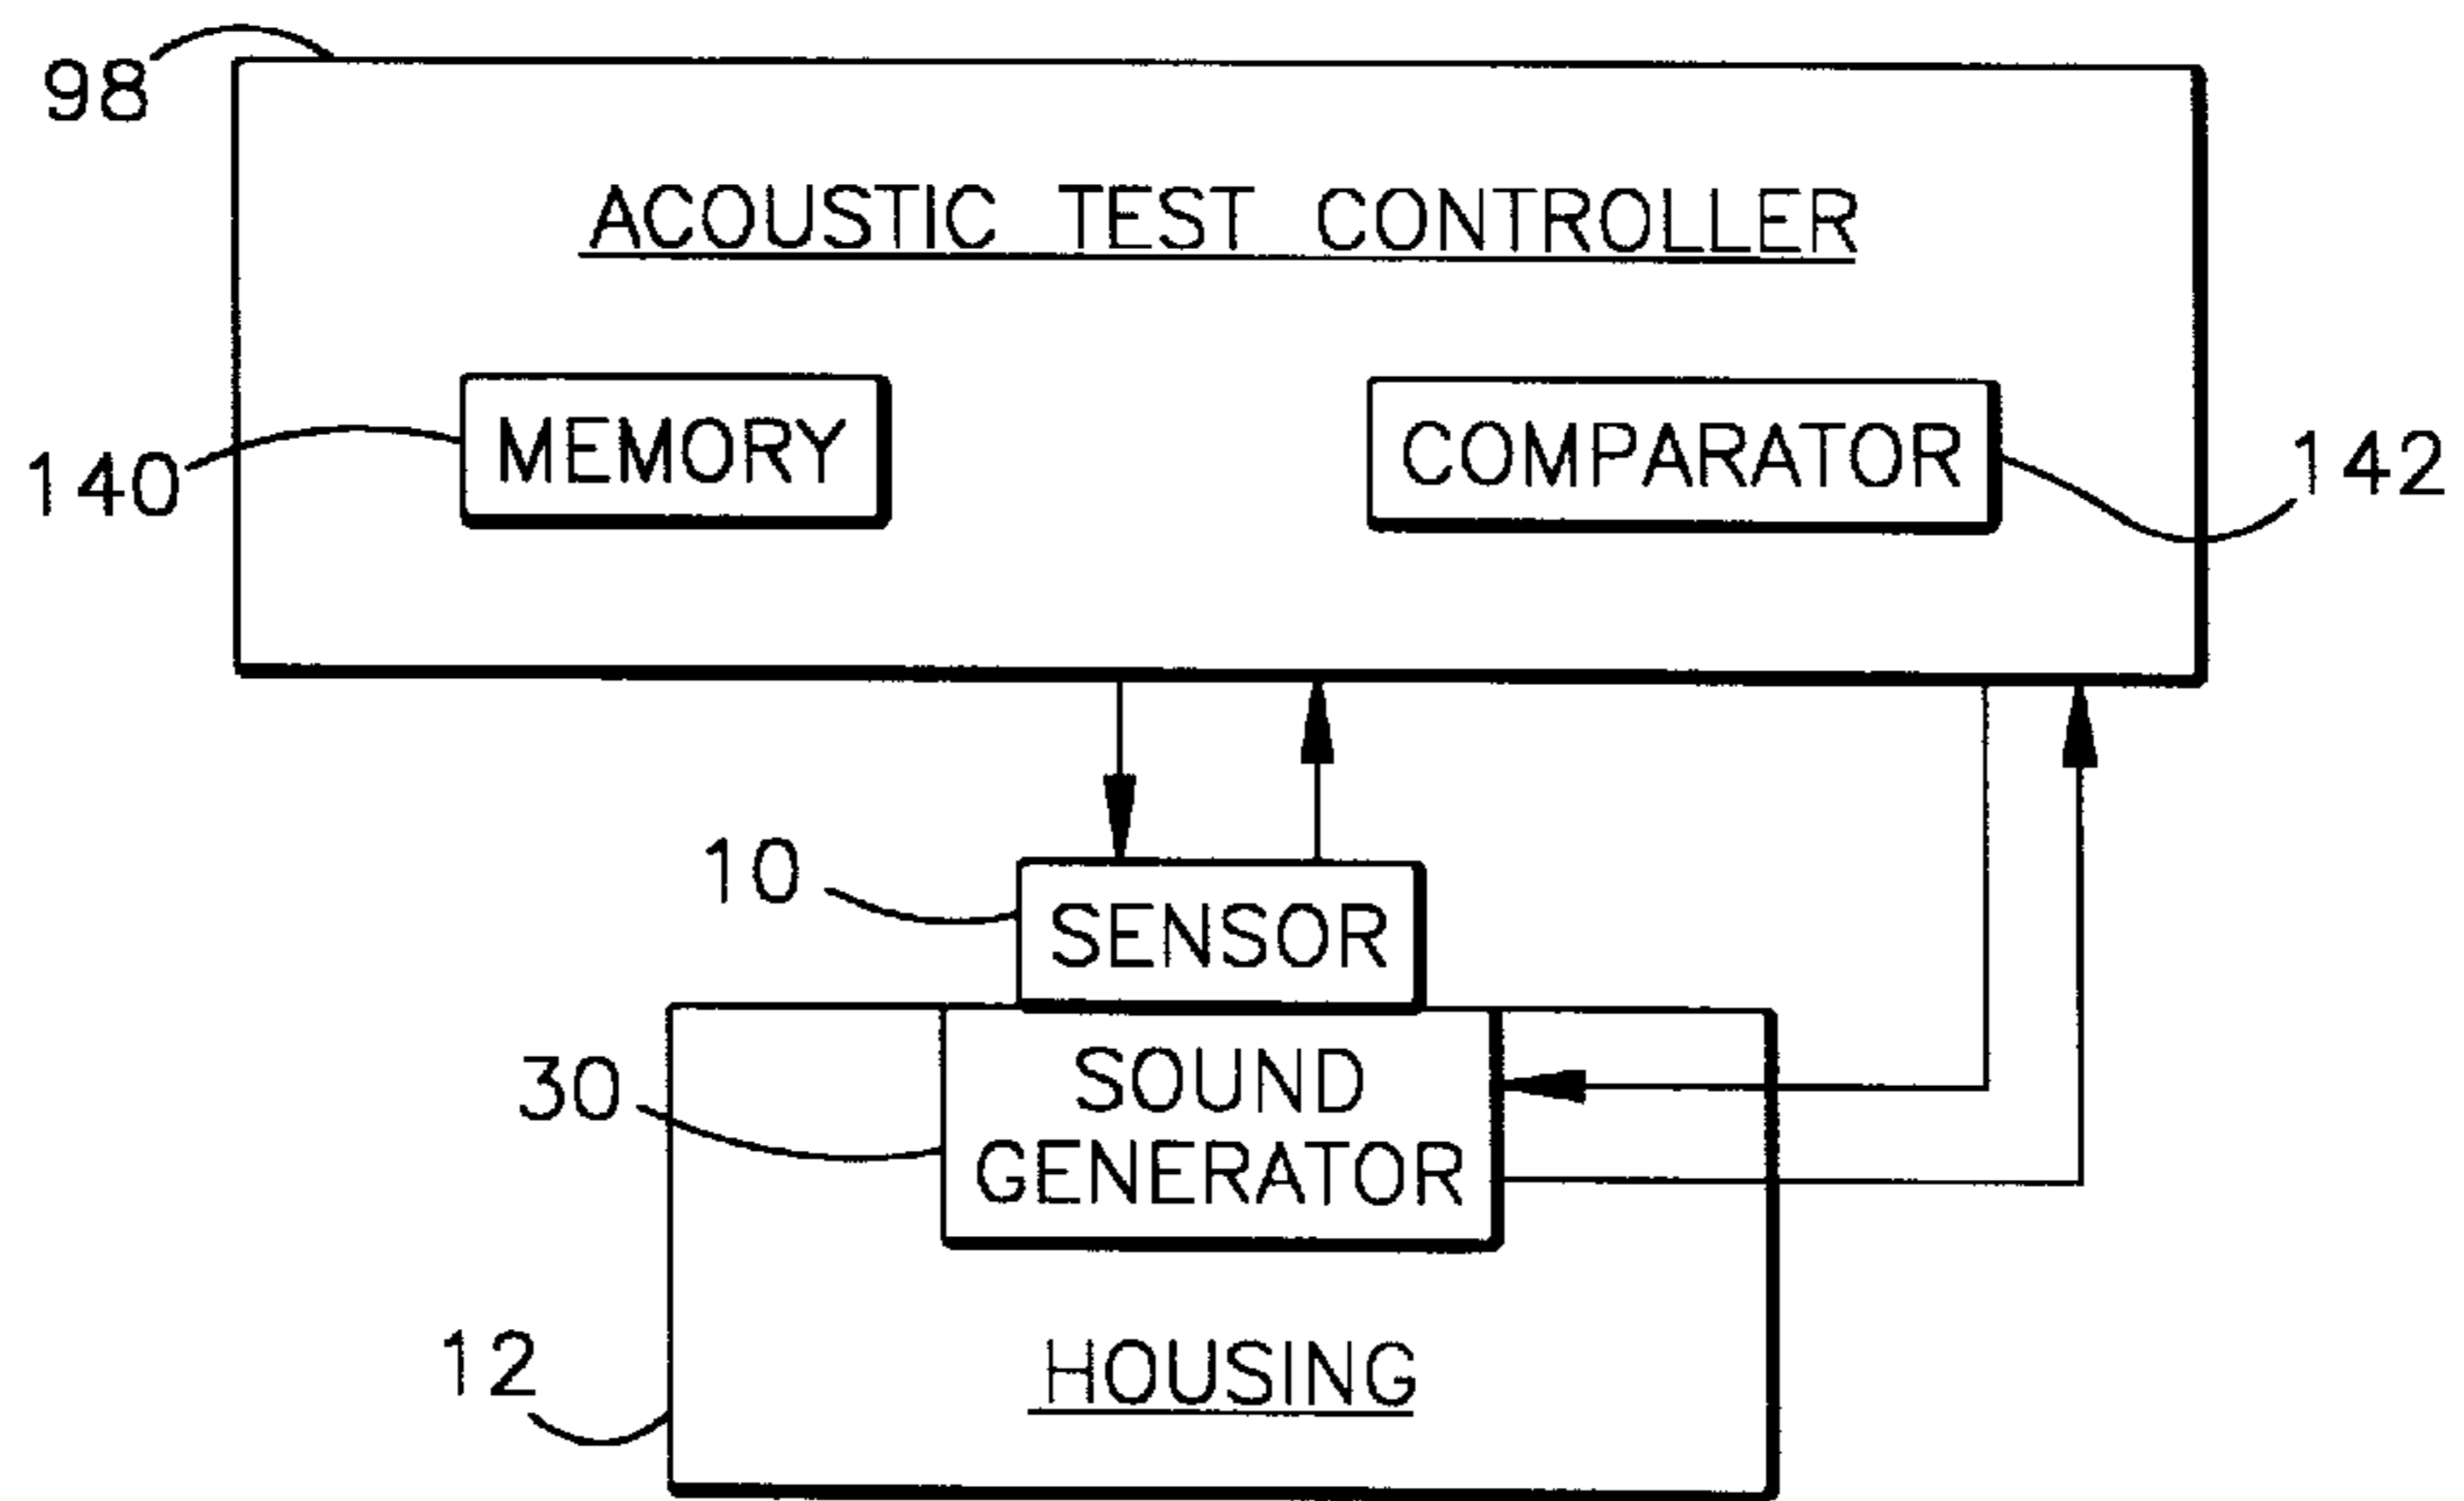 98
ACOUSTIC TEST CONTROLLER
140
MEMORY
COMPARATOR
142
10
SENSOR
30
SOUND
GENERATOR
12
HOUSING